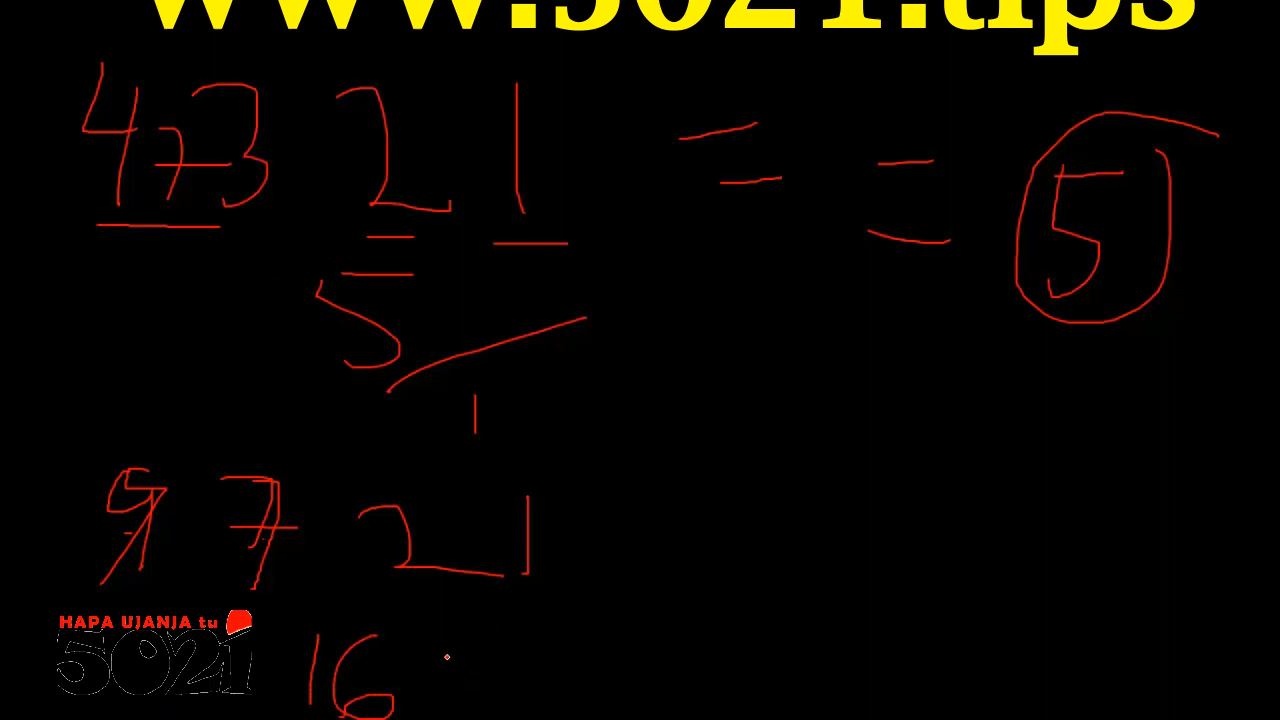 www.5021.tips
4 7 3 2 1 = = 5
5
1
9 7 2 1
HAPA UJANJA tu
5021
16